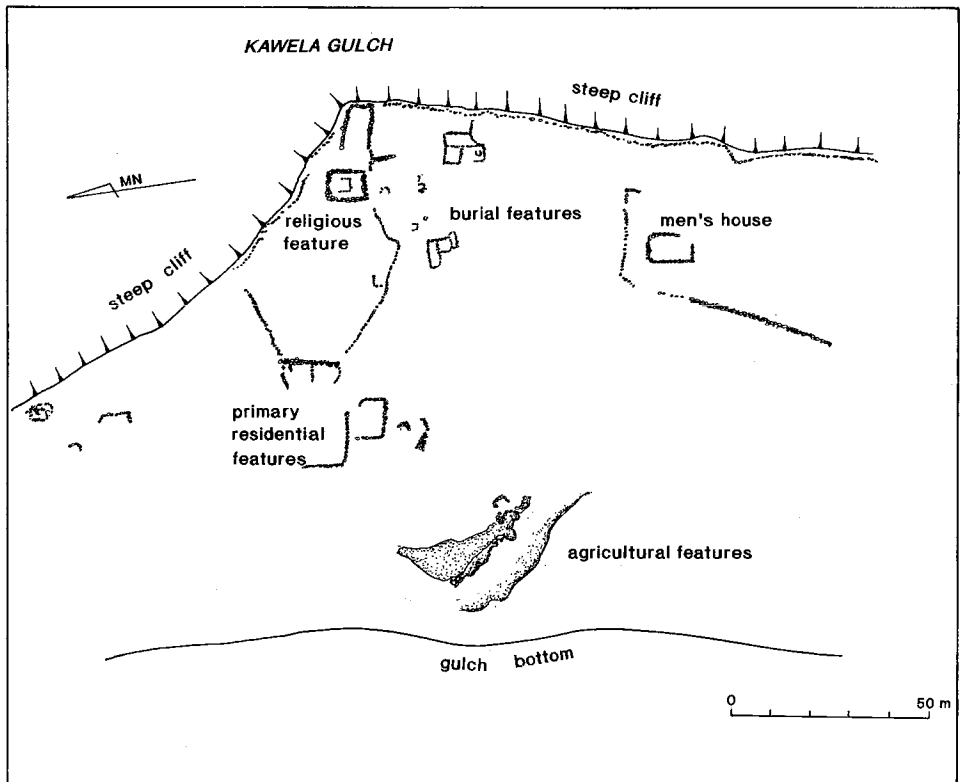 KAWELA GULCH
steep cliff
MN
burial features
men's house
religious
feature
steep cliff
primary
residential
features
agricultural features
gulch bottom
0 50 m